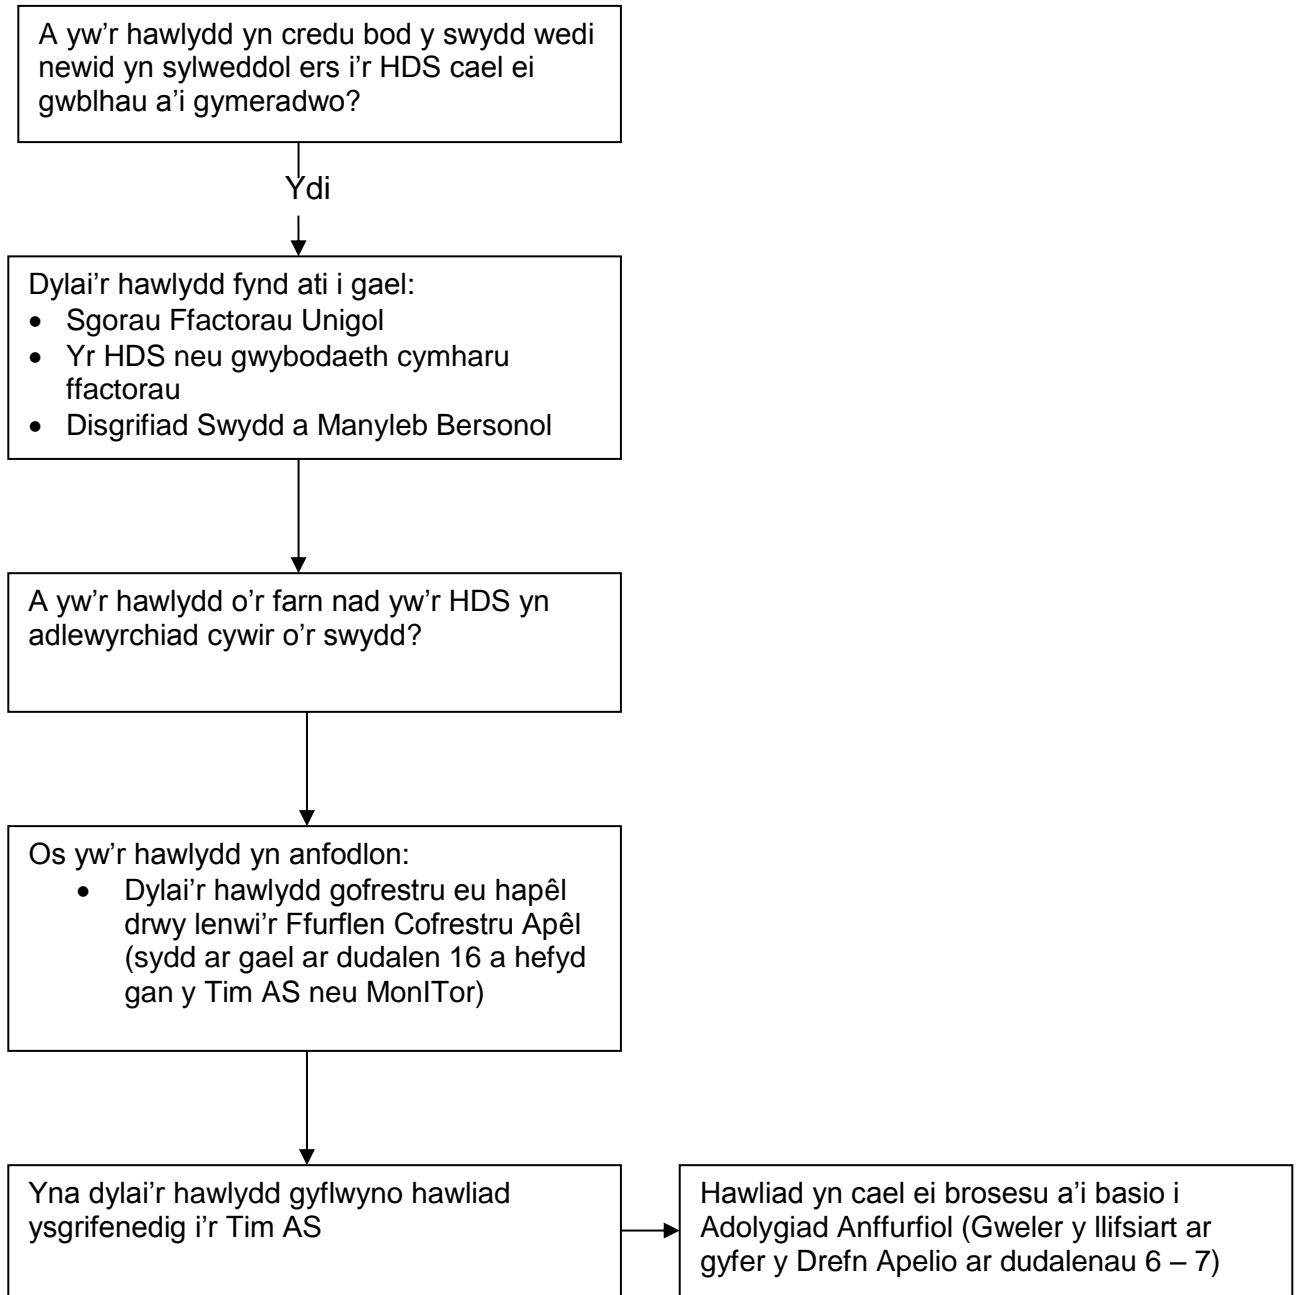 A yw'r hawlydd yn credu bod y swydd wedi
newid yn sylweddol ers i'r HDS cael ei
gwblhau a'i gymeradwo?
Ydi
Dylai'r hawlydd fynd ati i gael:
• Sgorau Ffactorau Unigol
• Yr HDS neu gwybodaeth cymharu
ffactorau
• Disgrifiad Swydd a Manyleb Bersonol
A yw'r hawlydd o'r farn nad yw'r HDS yn
adlewyrchiad cywir o'r swydd?
Os yw'r hawlydd yn anfodlon:
• Dylai'r hawlydd gofrestru eu hapêl
drwy lenwi'r Ffurflen Cofrestru Apêl
(sydd ar gael ar dudalen 16 a hefyd
gan y Tim AS neu MonITor)
Yna dylai'r hawlydd gyflwyno hawliad
ysgrifenedig i'r Tim AS
Hawliad yn cael ei brosesu a'i basio i
Adolygiad Anffurfiol (Gweler y llifsiart ar
gyfer y Drefn Apelio ar dudalenau 6 – 7)